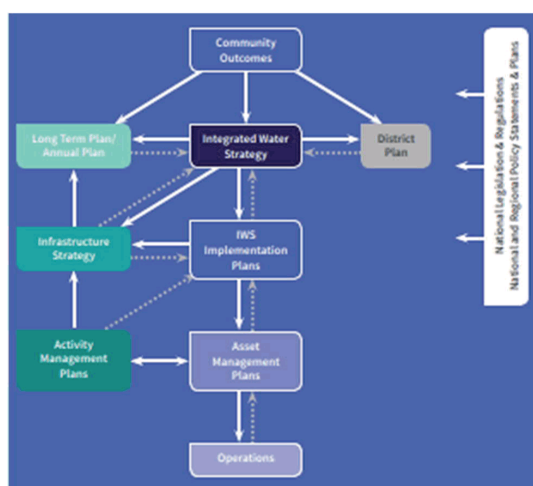 Community
Outcomes
Long Term Plan/
Annual Plan
Integrated Water
Strategy
District
Plan
Infrastructure
Strategy
IWS
Implementation
Plans
Activity
Management
Plans
Asset
Management
Plans
Operations
National Legislation & Regulations
National and Regional Policy Statements & Plans